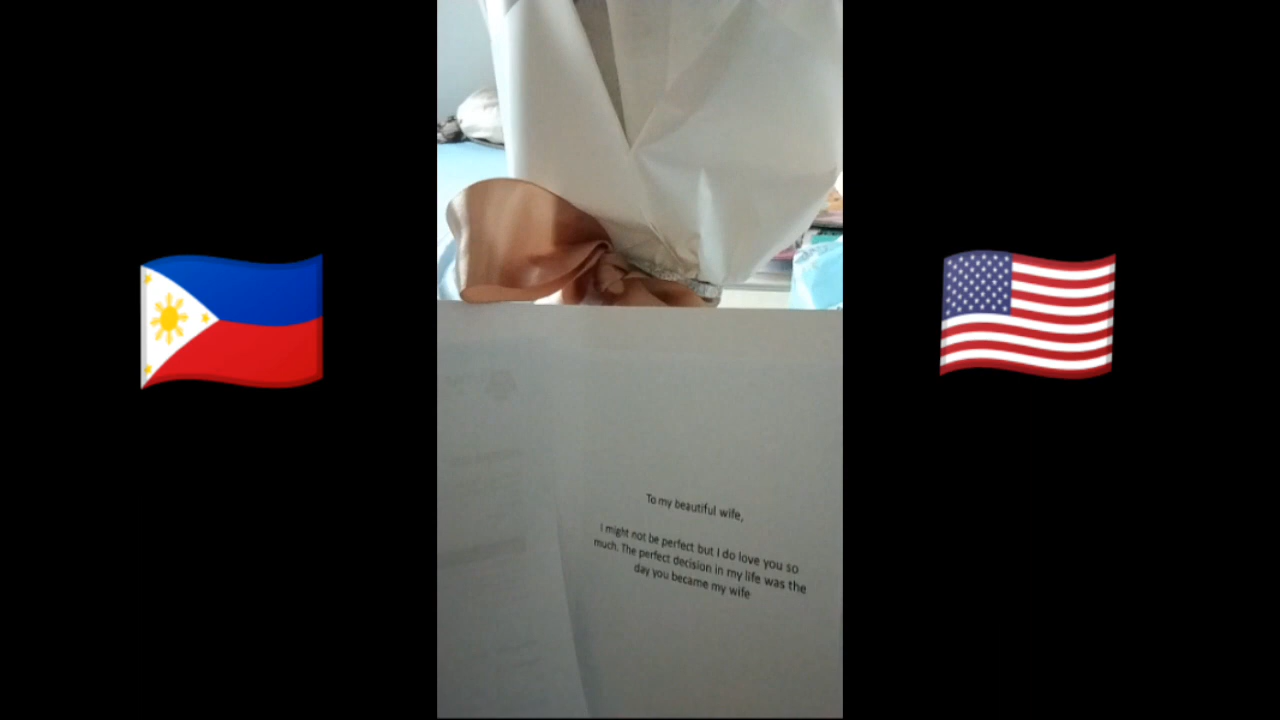 To my beautiful wife,
I might not be perfect but I do love you so
much. The perfect decision in my life was the
day you became my wife